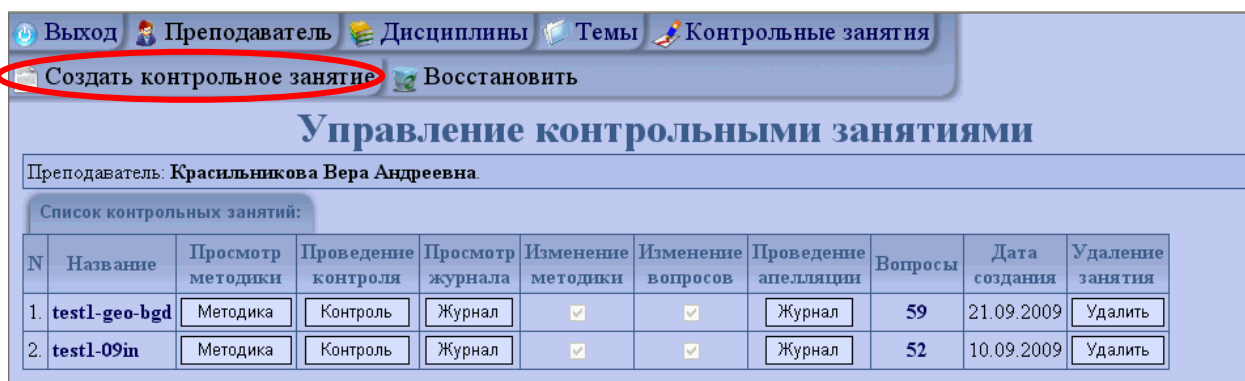 Выход Преподаватель Дисциплины Темы Контрольные занятия
Создать контрольное занятие Восстановить
Управление контрольными занятиями
Преподаватель: Красильникова Вера Андреевна.
Список контрольных занятий:
N Название Просмотр методики Проведение контроля Просмотр журнала Изменение методики Изменение вопросов Проведение апелляции Вопросы Дата создания Удаление занятия
1. test1-geo-bgd Методика Контроль Журнал Журнал 59 21.09.2009 Удалить
2. test1-09in Методика Контроль Журнал Журнал 52 10.09.2009 Удалить